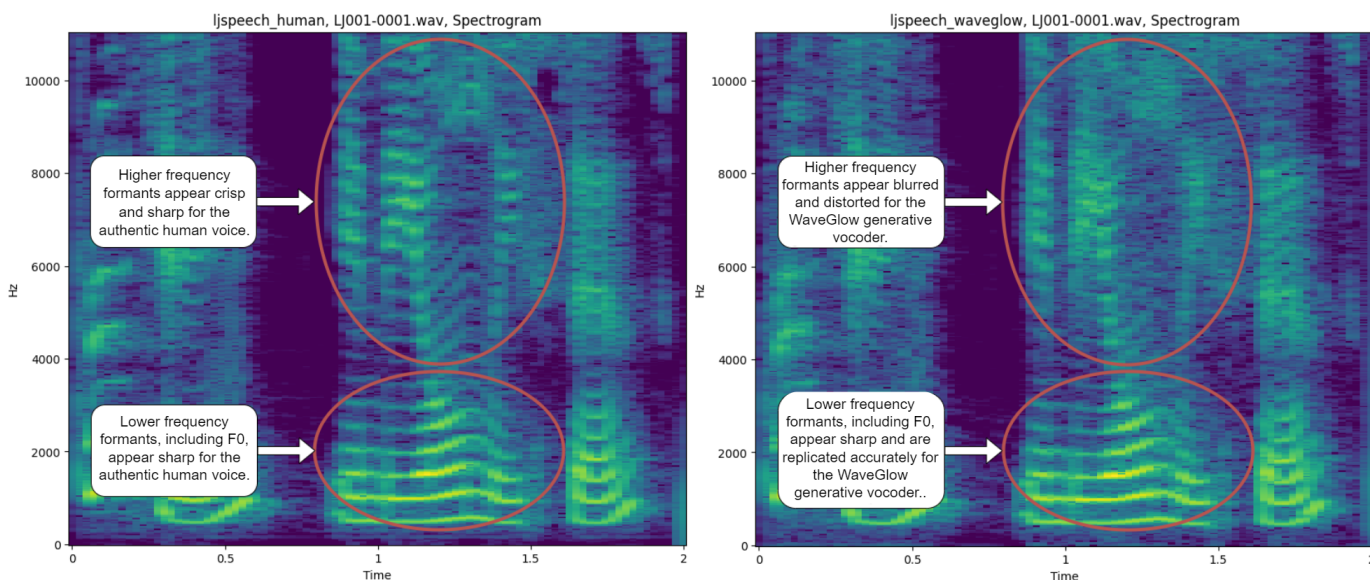 ljspeech_human, LJ001-0001.wav, Spectrogram
10000
8000
6000
4000
2000
0
Hz
0
0.5
1
1.5
2
Time
Higher frequency
formants appear crisp
and sharp for the
authentic human voice.
Lower frequency
formants, including F0,
appear sharp for the
authentic human voice.
ljspeech_waveglow, LJ001-0001.wav, Spectrogram
10000
8000
6000
4000
2000
0
Hz
0
0.5
1
1.5
Time
Higher frequency
formants appear blurred
and distorted for the
WaveGlow generative
vocoder.
Lower frequency
formants, including F0,
appear sharp and are
replicated accurately for
the WaveGlow
generative vocoder..